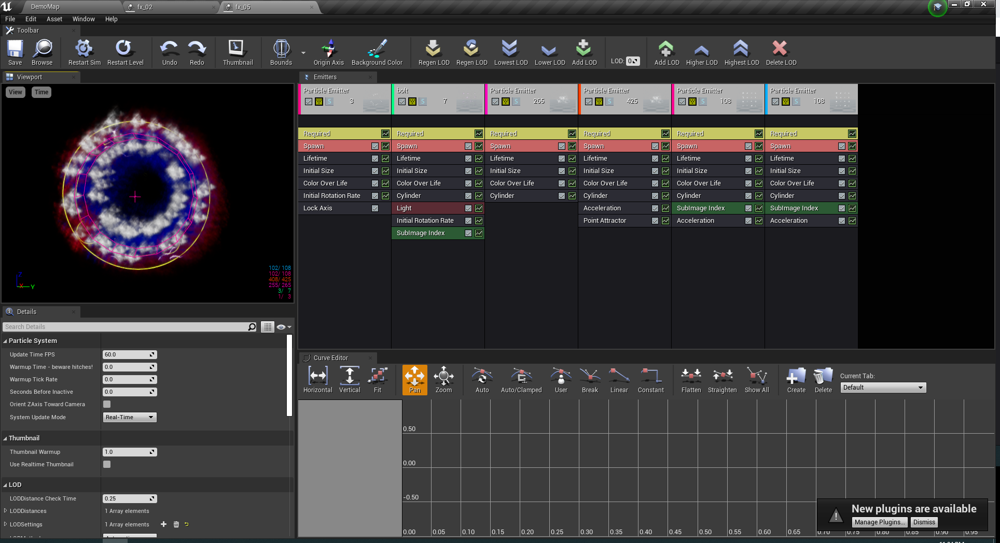 DemoMap fx_02 fx_05
File Edit Asset Window Help
Toolbar
Save Browse Restart Sim Restart Level Undo Redo Thumbnail Bounds Origin Axis Background Color Regen LOD Regen LOD Lowest LOD Lower LOD Add LOD LOD: 0 Add LOD Higher LOD Highest LOD Delete LOD
Viewport
View Time
102/ 108
102/ 108
408/ 425
255/ 265
3/ 7
1/ 3
Z
X Y
Emitters
Particle Emitter bolt Particle Emitter Particle Emitter Particle Emitter Particle Emitter
S 3 S 7 S 265 S 425 S 108 S 108
Required Required Required Required Required Required
Spawn Spawn Spawn Spawn Spawn Spawn
Lifetime Lifetime Lifetime Lifetime Lifetime Lifetime
Initial Size Initial Size Initial Size Initial Size Initial Size Initial Size
Color Over Life Color Over Life Color Over Life Color Over Life Color Over Life Color Over Life
Initial Rotation Rate Cylinder Cylinder Cylinder Cylinder Cylinder
Lock Axis Light Acceleration SubImage Index SubImage Index
Initial Rotation Rate Point Attractor Acceleration Acceleration
SubImage Index
Details
Search Details
Particle System
Update Time FPS 60.0
Warmup Time - beware hitches! 0.0
Warmup Tick Rate 0.0
Seconds Before Inactive 0.0
Orient ZAxis Toward Camera
System Update Mode Real-Time
Thumbnail
Thumbnail Warmup 1.0
Use Realtime Thumbnail
LOD
LODDistance Check Time 0.25
LODDistances 1 Array elements
LODSettings 1 Array elements
Curve Editor
Horizontal Vertical Fit Pan Zoom Auto Auto/Clamped User Break Linear Constant Flatten Straighten Show All Create Delete
Current Tab:
Default
0.50
0.00
-0.50
0.00 0.05 0.10 0.15 0.20 0.25 0.30 0.35 0.40 0.45 0.50 0.55 0.60 0.65 0.70 0.75 0.80 0.85 0.90 0.95
New plugins are available
Manage Plugins... Dismiss